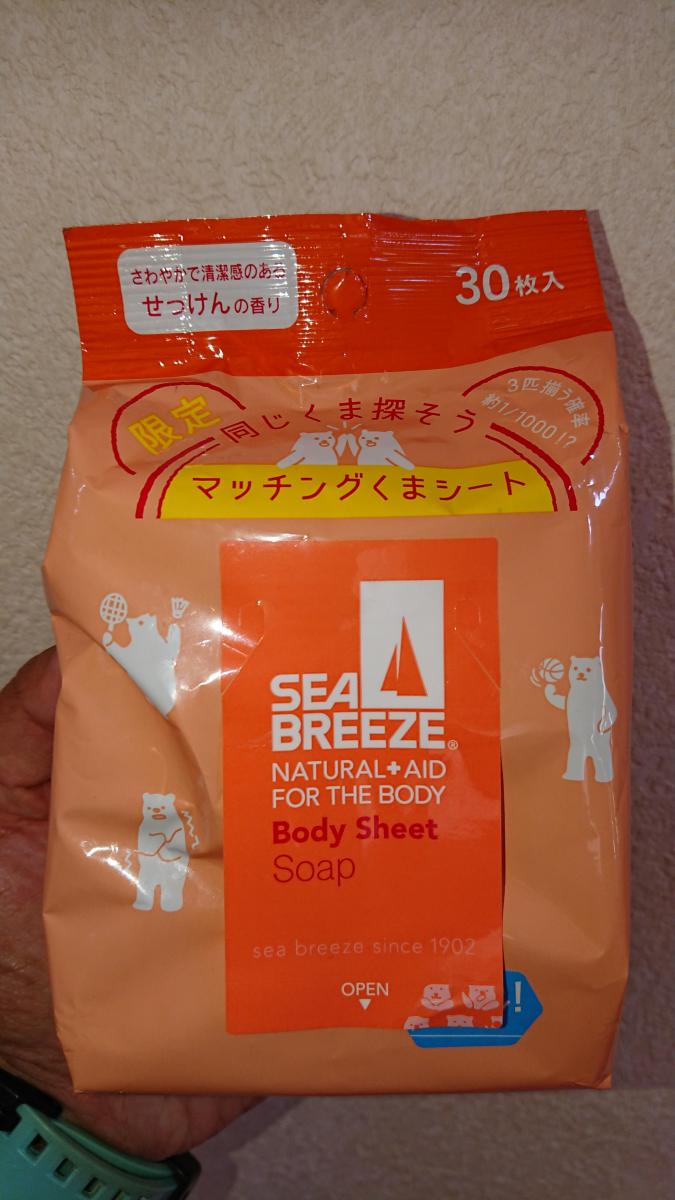 さわやかで清潔感のある
せっけんの香り
30枚入
限定
同じくま探そう
3匹揃う確率
約1/1000!?
マッチングくまシート
SEA
BREEZE®
NATURAL+AID
FOR THE BODY
Body Sheet
Soap
sea breeze since 1902
OPEN
!